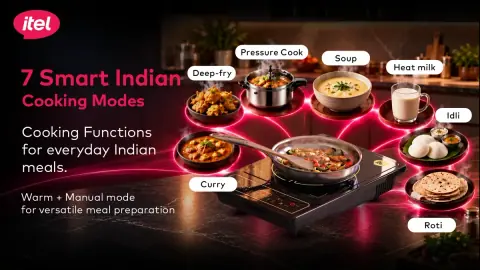 itel
7 Smart Indian
Cooking Modes
Cooking Functions
for everyday Indian
meals.
Warm + Manual mode
for versatile meal preparation
Deep-fry
Pressure Cook
Soup
Heat milk
Idli
Curry
Roti